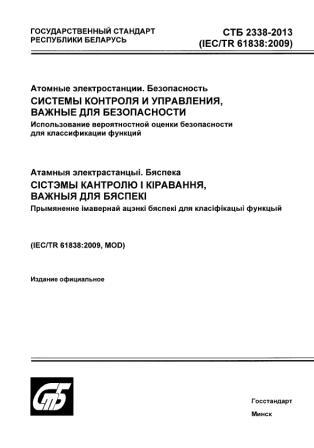 ГОСУДАРСТВЕННЫЙ СТАНДАРТ
РЕСПУБЛИКИ БЕЛАРУСЬ
СТБ 2338-2013
(IEC/TR 61838:2009)
Атомные электростанции. Безопасность
СИСТЕМЫ КОНТРОЛЯ И УПРАВЛЕНИЯ,
ВАЖНЫЕ ДЛЯ БЕЗОПАСНОСТИ
Использование вероятностной оценки безопасности
для классификации функций
Атамныя электрастанцыі. Бяспека
СІСТЭМЫ КАНТРОЛЮ І КІРАВАННЯ,
ВАЖНЫЯ ДЛЯ БЯСПЕКІ
Прымяненне імавернай ацэнкі бяспекі для класіфікацыі функцый
(IEC/TR 61838:2009, MOD)
Издание официальное
СТБ
Госстандарт
Минск